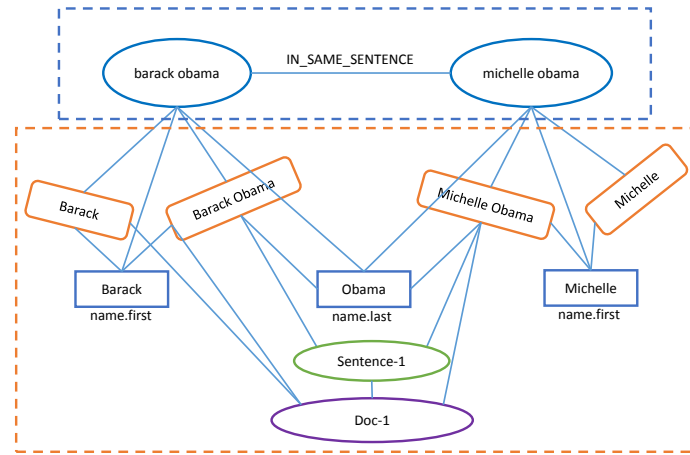 IN_SAME_SENTENCE
barack obama
michelle obama
Barack
Barack Obama
Michelle Obama
Michelle
Barack
Obama
Michelle
name.first
name.last
name.first
Sentence-1
Doc-1